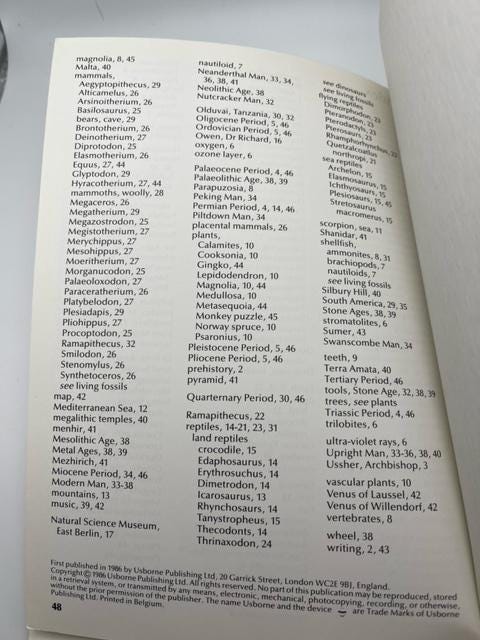 magnolia, 8, 45
Malta, 40
mammals,
Aegyptopithecus, 29
Alticamelus, 26
Arsinoitherium, 26
Basilosaurus, 25
bears, cave, 29
Brontotherium, 26
Deinotherium, 27
Diprotodon, 25
Elasmotherium, 26
Equus, 27, 44
Glyptodon, 29
Hyracotherium, 27, 44
mammoths, woolly, 28
Megaceros, 26
Megatherium, 29
Megazostrodon, 25
Megistotherium, 27
Merychippus, 27
Mesohippus, 27
Moeritherium, 27
Morganucodon, 25
Palaeoloxodon, 27
Paraceratherium, 26
Platybelodon, 27
Plesiadapis, 29
Pliohippus, 27
Procoptodon, 25
Ramapithecus, 32
Smilodon, 26
Stenomylus, 26
Synthetoceros, 26
see living fossils
map, 42
Mediterranean Sea, 12
megalithic temples, 40
menhir, 41
Mesolithic Age, 38
Metal Ages, 38, 39
Mezhirich, 41
Miocene Period, 34, 46
Modern Man, 33-38
mountains, 13
music, 39, 42
Natural Science Museum,
East Berlin, 17
nautiloid, 7
Neanderthal Man, 33, 34,
36, 38, 41
Neolithic Age, 38
Nutcracker Man, 32
Olduvai, Tanzania, 30, 32
Oligocene Period, 5, 46
Ordovician Period, 5, 46
Owen, Dr Richard, 16
oxygen, 6
ozone layer, 6
Palaeocene Period, 4, 46
Palaeolithic Age, 38, 39
Parapuzosia, 8
Peking Man, 34
Permian Period, 4, 14, 46
Piltdown Man, 34
placental mammals, 26
plants,
Calamites, 10
Cooksonia, 10
Gingko, 44
Lepidodendron, 10
Magnolia, 10, 44
Medullosa, 10
Metasequoia, 44
Monkey puzzle, 45
Norway spruce, 10
Psaronius, 10
Pleistocene Period, 5, 46
Pliocene Period, 5, 46
prehistory, 2
pyramid, 41
Quarternary Period, 30, 46
Ramapithecus, 22
reptiles, 14-21, 23, 31
land reptiles
crocodile, 15
Edaphosaurus, 14
Erythrosuchus, 14
Dimetrodon, 14
Icarosaurus, 13
Rhynchosaurs, 14
Tanystropheus, 15
Thecodonts, 14
Thrinaxodon, 24
see dinosaurs
see living fossils
flying reptiles
Dimorphodon, 23
Pteranodon, 23
Pterodactyls, 23
Pterosaurs, 23
Rhamphorhynchus, 23
Quetzalcoatlus
northropi, 21
sea reptiles
Archelon, 15
Elasmosaurus, 15
Ichthyosaurs, 15
Plesiosaurs, 15, 45
Stretosaurus
macromerus, 15
scorpion, sea, 11
Shanidar, 41
shellfish,
ammonites, 8, 31
brachiopods, 7
nautiloids, 7
see living fossils
Silbury Hill, 40
South America, 29, 35
Stone Ages, 38, 39
stromatolites, 6
Sumer, 43
Swanscombe Man, 34
teeth, 9
Terra Amata, 40
Tertiary Period, 46
tools, Stone Age, 32, 38, 39
trees, see plants
Triassic Period, 4, 46
trilobites, 6
ultra-violet rays, 6
Upright Man, 33-36, 38, 40
Ussher, Archbishop, 3
vascular plants, 10
Venus of Laussel, 42
Venus of Willendorf, 42
vertebrates, 8
wheel, 38
writing, 2, 43
First published in 1986 by Usborne Publishing Ltd, 20 Garrick Street, London WC2E 9BJ, England.
Copyright © 1986 Usborne Publishing Ltd. All rights reserved. No part of this publication may be reproduced, stored
in a retrieval system, or transmitted by any means, electronic, mechanical, photocopying, recording, or otherwise,
without the prior permission of the publisher. The name Usborne and the device are Trade Marks of Usborne
Publishing Ltd. Printed in Belgium.
48